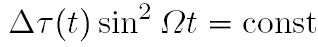 Δτ(t) sin² Ωt = const